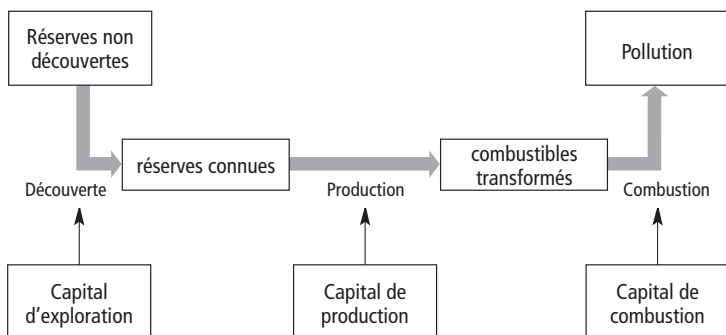 Réserves non
découvertes
Pollution
réserves connues
combustibles
transformés
Découverte
Production
Combustion
Capital
d'exploration
Capital de
production
Capital de
combustion